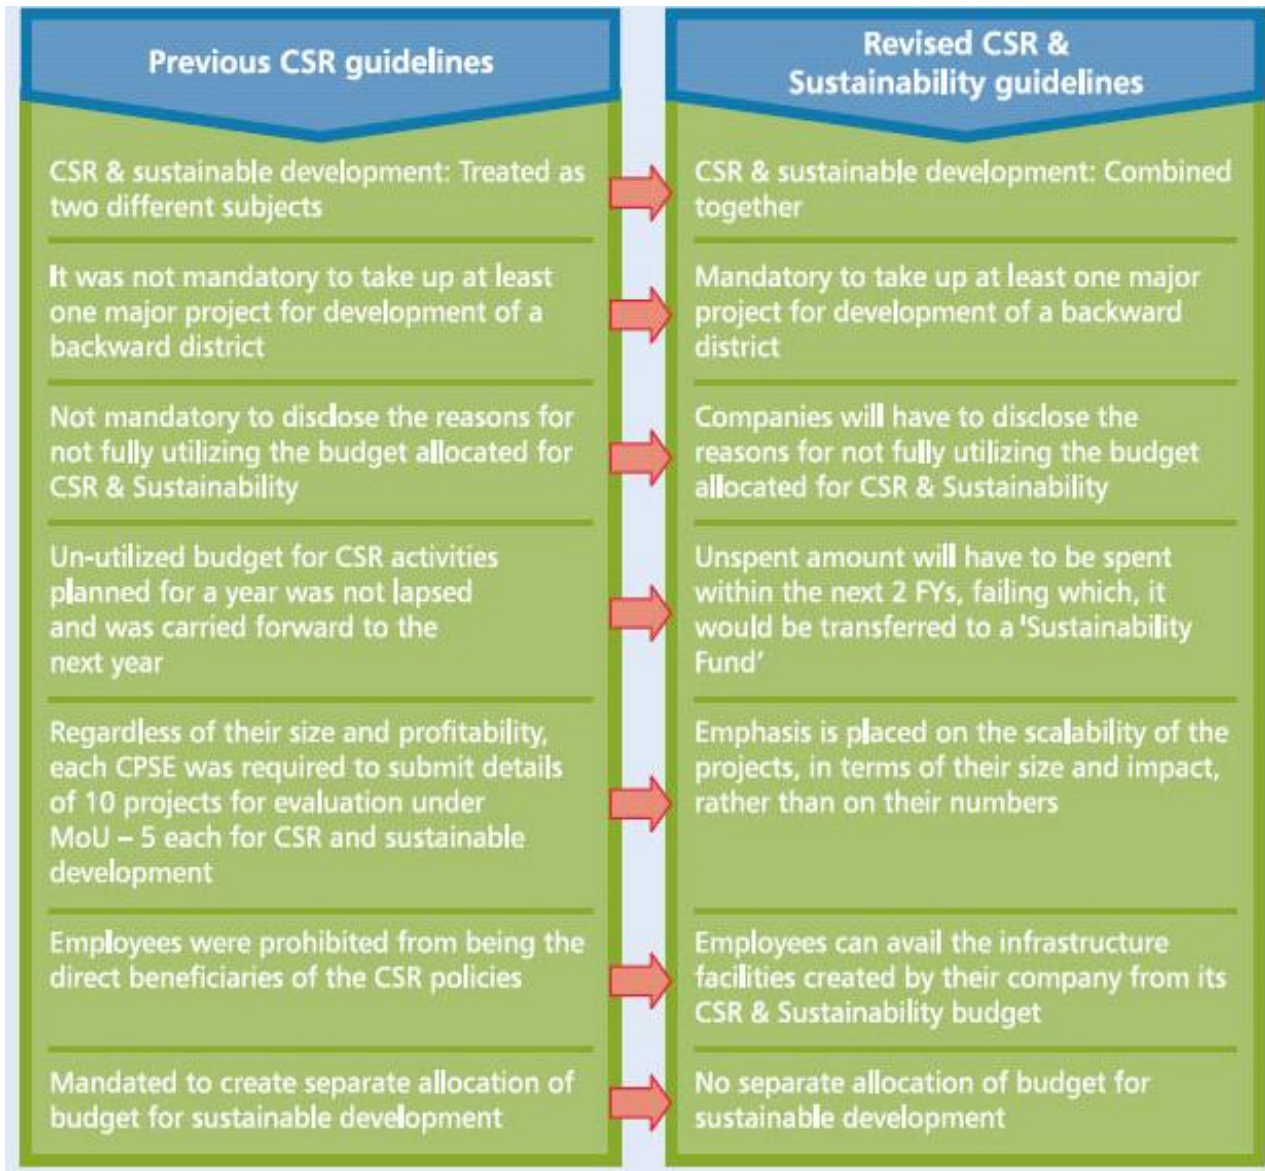 Previous CSR guidelines
Revised CSR &
Sustainability guidelines
CSR & sustainable development: Treated as
two different subjects
CSR & sustainable development: Combined
together
It was not mandatory to take up at least
one major project for development of a
backward district
Mandatory to take up at least one major
project for development of a backward
district
Not mandatory to disclose the reasons for
not fully utilizing the budget allocated for
CSR & Sustainability
Companies will have to disclose the
reasons for not fully utilizing the budget
allocated for CSR & Sustainability
Un-utilized budget for CSR activities
planned for a year was not lapsed
and was carried forward to the
next year
Unspent amount will have to be spent
within the next 2 FYs, failing which, it
would be transferred to a 'Sustainability
Fund’
Regardless of their size and profitability,
each CPSE was required to submit details
of 10 projects for evaluation under
MoU – 5 each for CSR and sustainable
development
Emphasis is placed on the scalability of the
projects, in terms of their size and impact,
rather than on their numbers
Employees were prohibited from being the
direct beneficiaries of the CSR policies
Employees can avail the infrastructure
facilities created by their company from its
CSR & Sustainability budget
Mandated to create separate allocation of
budget for sustainable development
No separate allocation of budget for
sustainable development